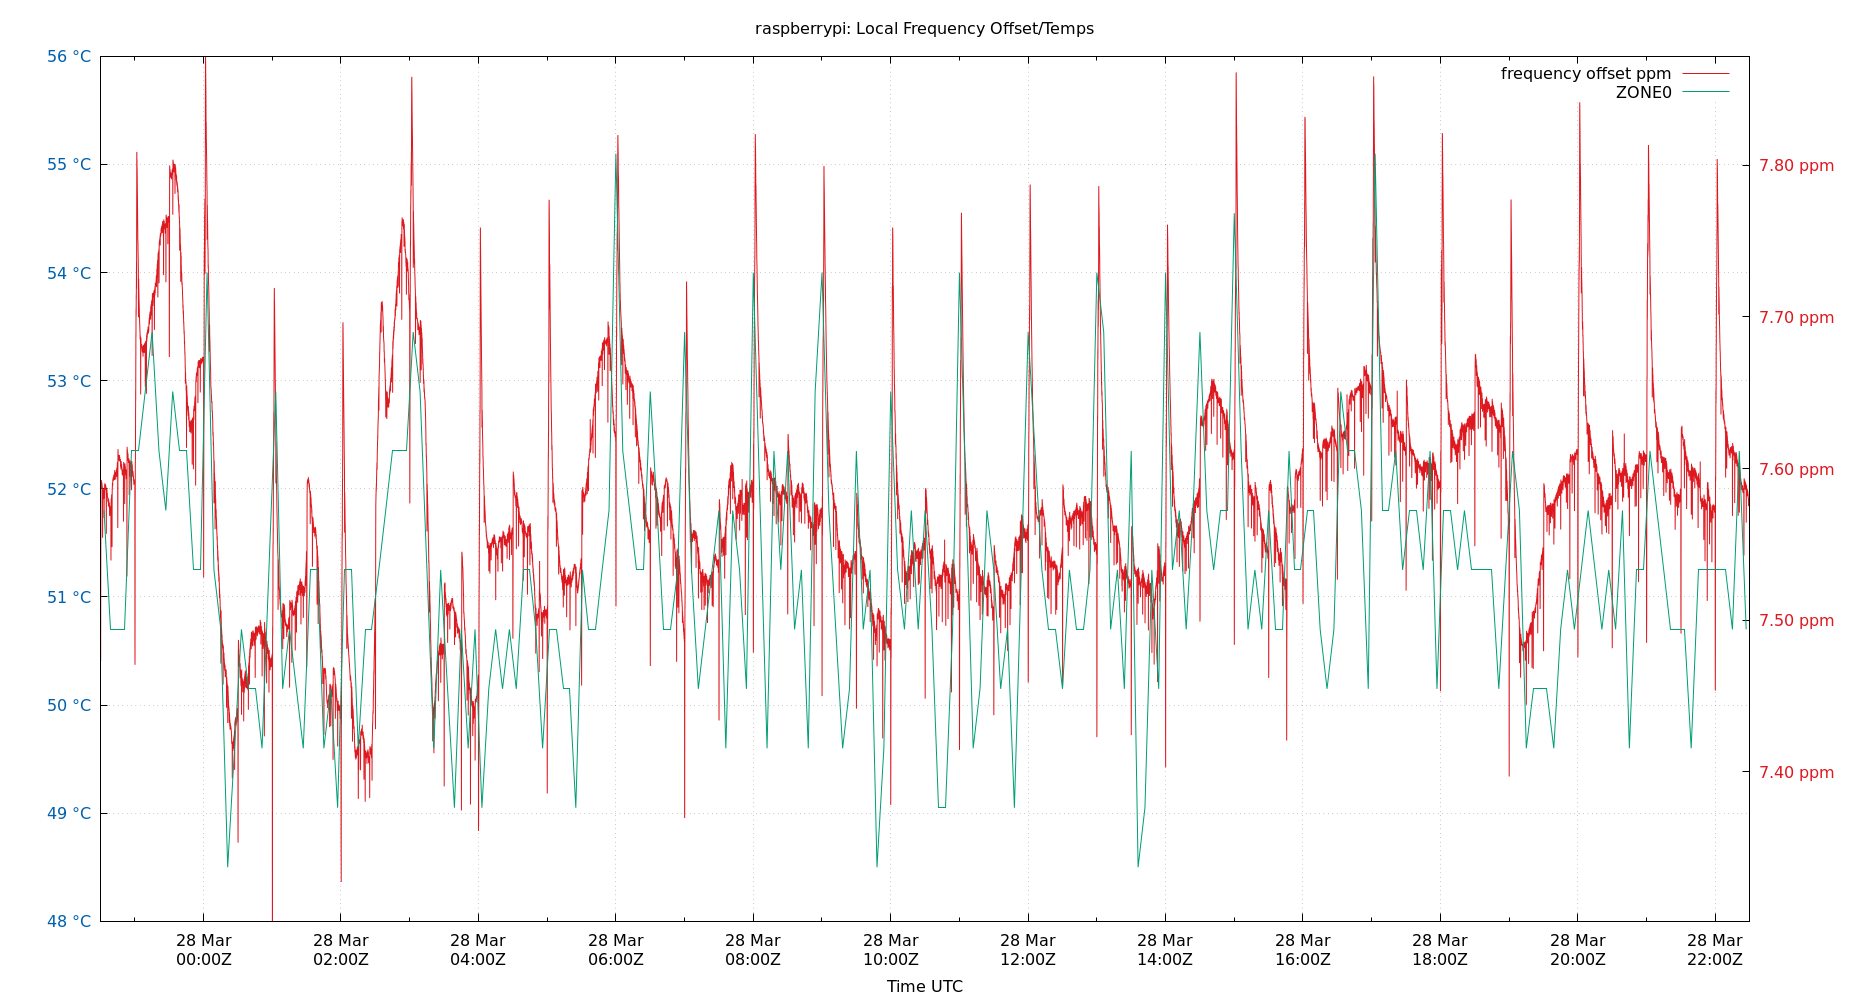 raspberrypi: Local Frequency Offset/Temps
56 °C
frequency offset ppm
ZONE0
55 °C
7.80 ppm
54 °C
7.70 ppm
53 °C
52 °C
7.60 ppm
51 °C
7.50 ppm
50 °C
7.40 ppm
49 °C
48 °C
28 Mar 28 Mar 28 Mar 28 Mar 28 Mar 28 Mar 28 Mar 28 Mar 28 Mar 28 Mar 28 Mar 28 Mar
00:00Z 02:00Z 04:00Z 06:00Z 08:00Z 10:00Z 12:00Z 14:00Z 16:00Z 18:00Z 20:00Z 22:00Z
Time UTC